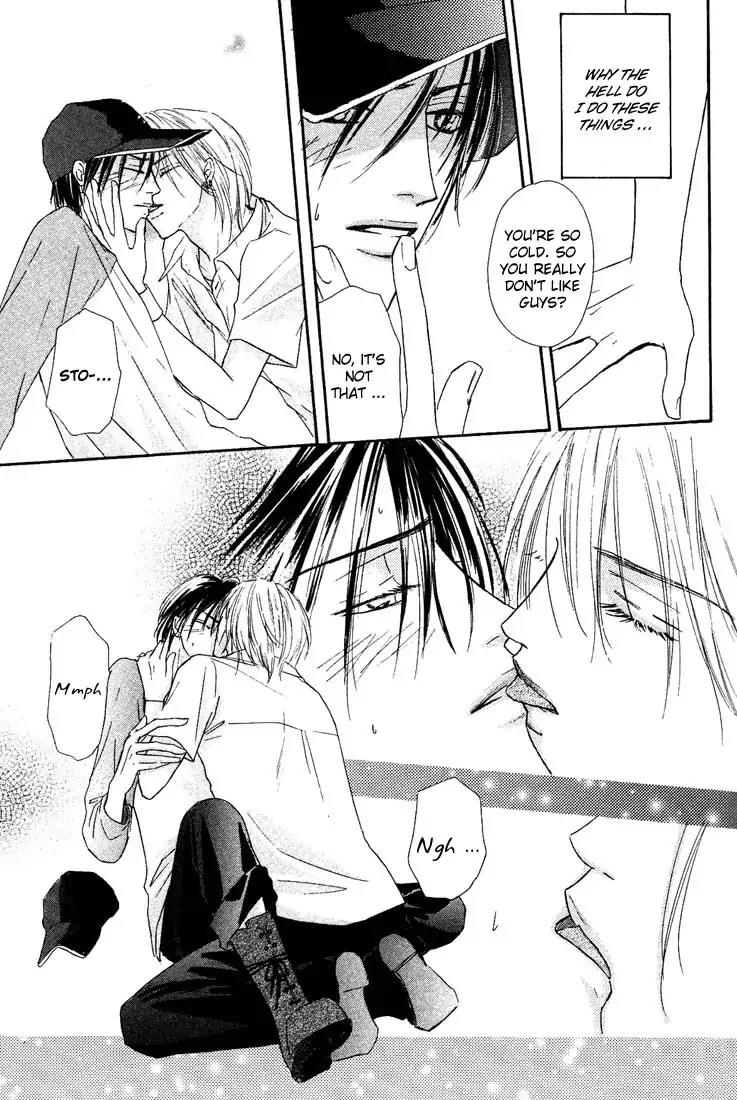 WHY THE
HELL DO
I DO THESE
THINGS ...
YOU'RE SO
COLD. SO
YOU REALLY
DON'T LIKE
GUYS?
NO, IT'S
NOT
THAT ...
STO-...
Mmph
Ngh ...